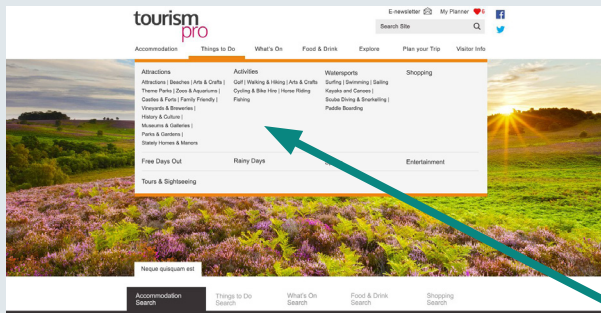 tourism
pro
E-newsletter
My Planner
6
Search Site
Accommodation Things to Do What's On Food & Drink Explore Plan your Trip Visitor Info
Attractions
Attractions | Beaches | Arts & Crafts |
Theme Parks | Zoos & Aquariums |
Castles & Forts | Family Friendly |
Vineyards & Breweries |
History & Culture |
Museums & Galleries |
Parks & Gardens |
Stately Homes & Manors
Activities
Golf | Walking & Hiking | Arts & Crafts
Cycling & Bike Hire | Horse Riding
Fishing
Watersports
Surfing | Swimming | Sailing
Kayaks and Canoes |
Scuba Diving & Snorkelling |
Paddle Boarding
Shopping
Free Days Out
Rainy Days
Entertainment
Tours & Sightseeing
Neque quisquam est
Accommodation
Search
Things to Do
Search
What's On
Search
Food & Drink
Search
Shopping
Search